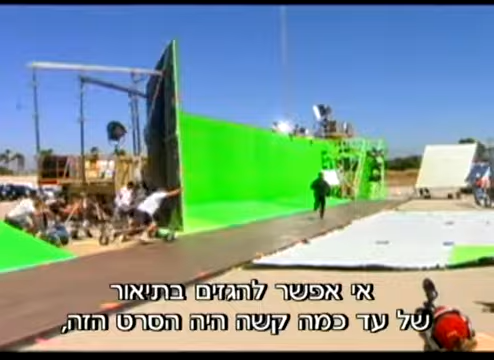 אי אפשר להגזים בתיאור
של עד כמה קשה היה הסרט הזה,